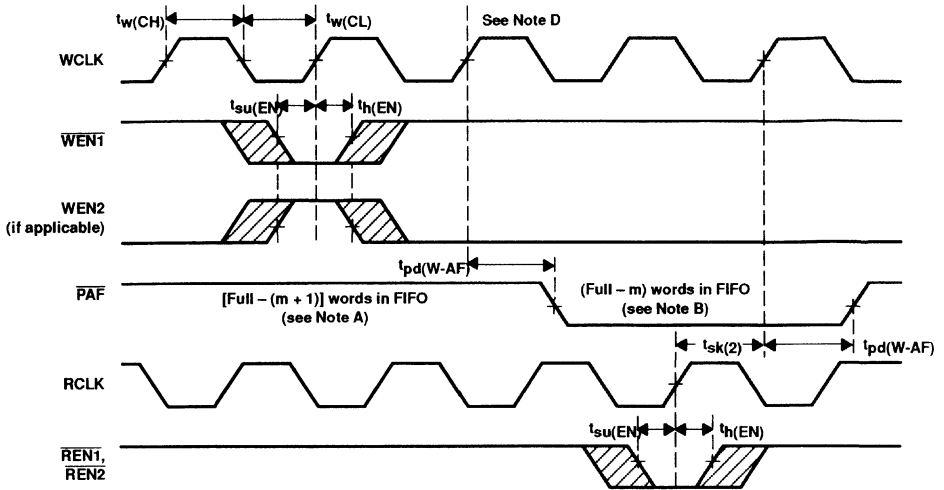 tw(CH)
tw(CL)
See Note D
WCLK
tsu(EN)
th(EN)
WEN1
WEN2
(if applicable)
tpd(W-AF)
PAF
[Full – (m + 1)] words in FIFO
(see Note A)
(Full – m) words in FIFO
(see Note B)
tsk(2)
tpd(W-AF)
RCLK
tsu(EN)
th(EN)
REN1,
REN2